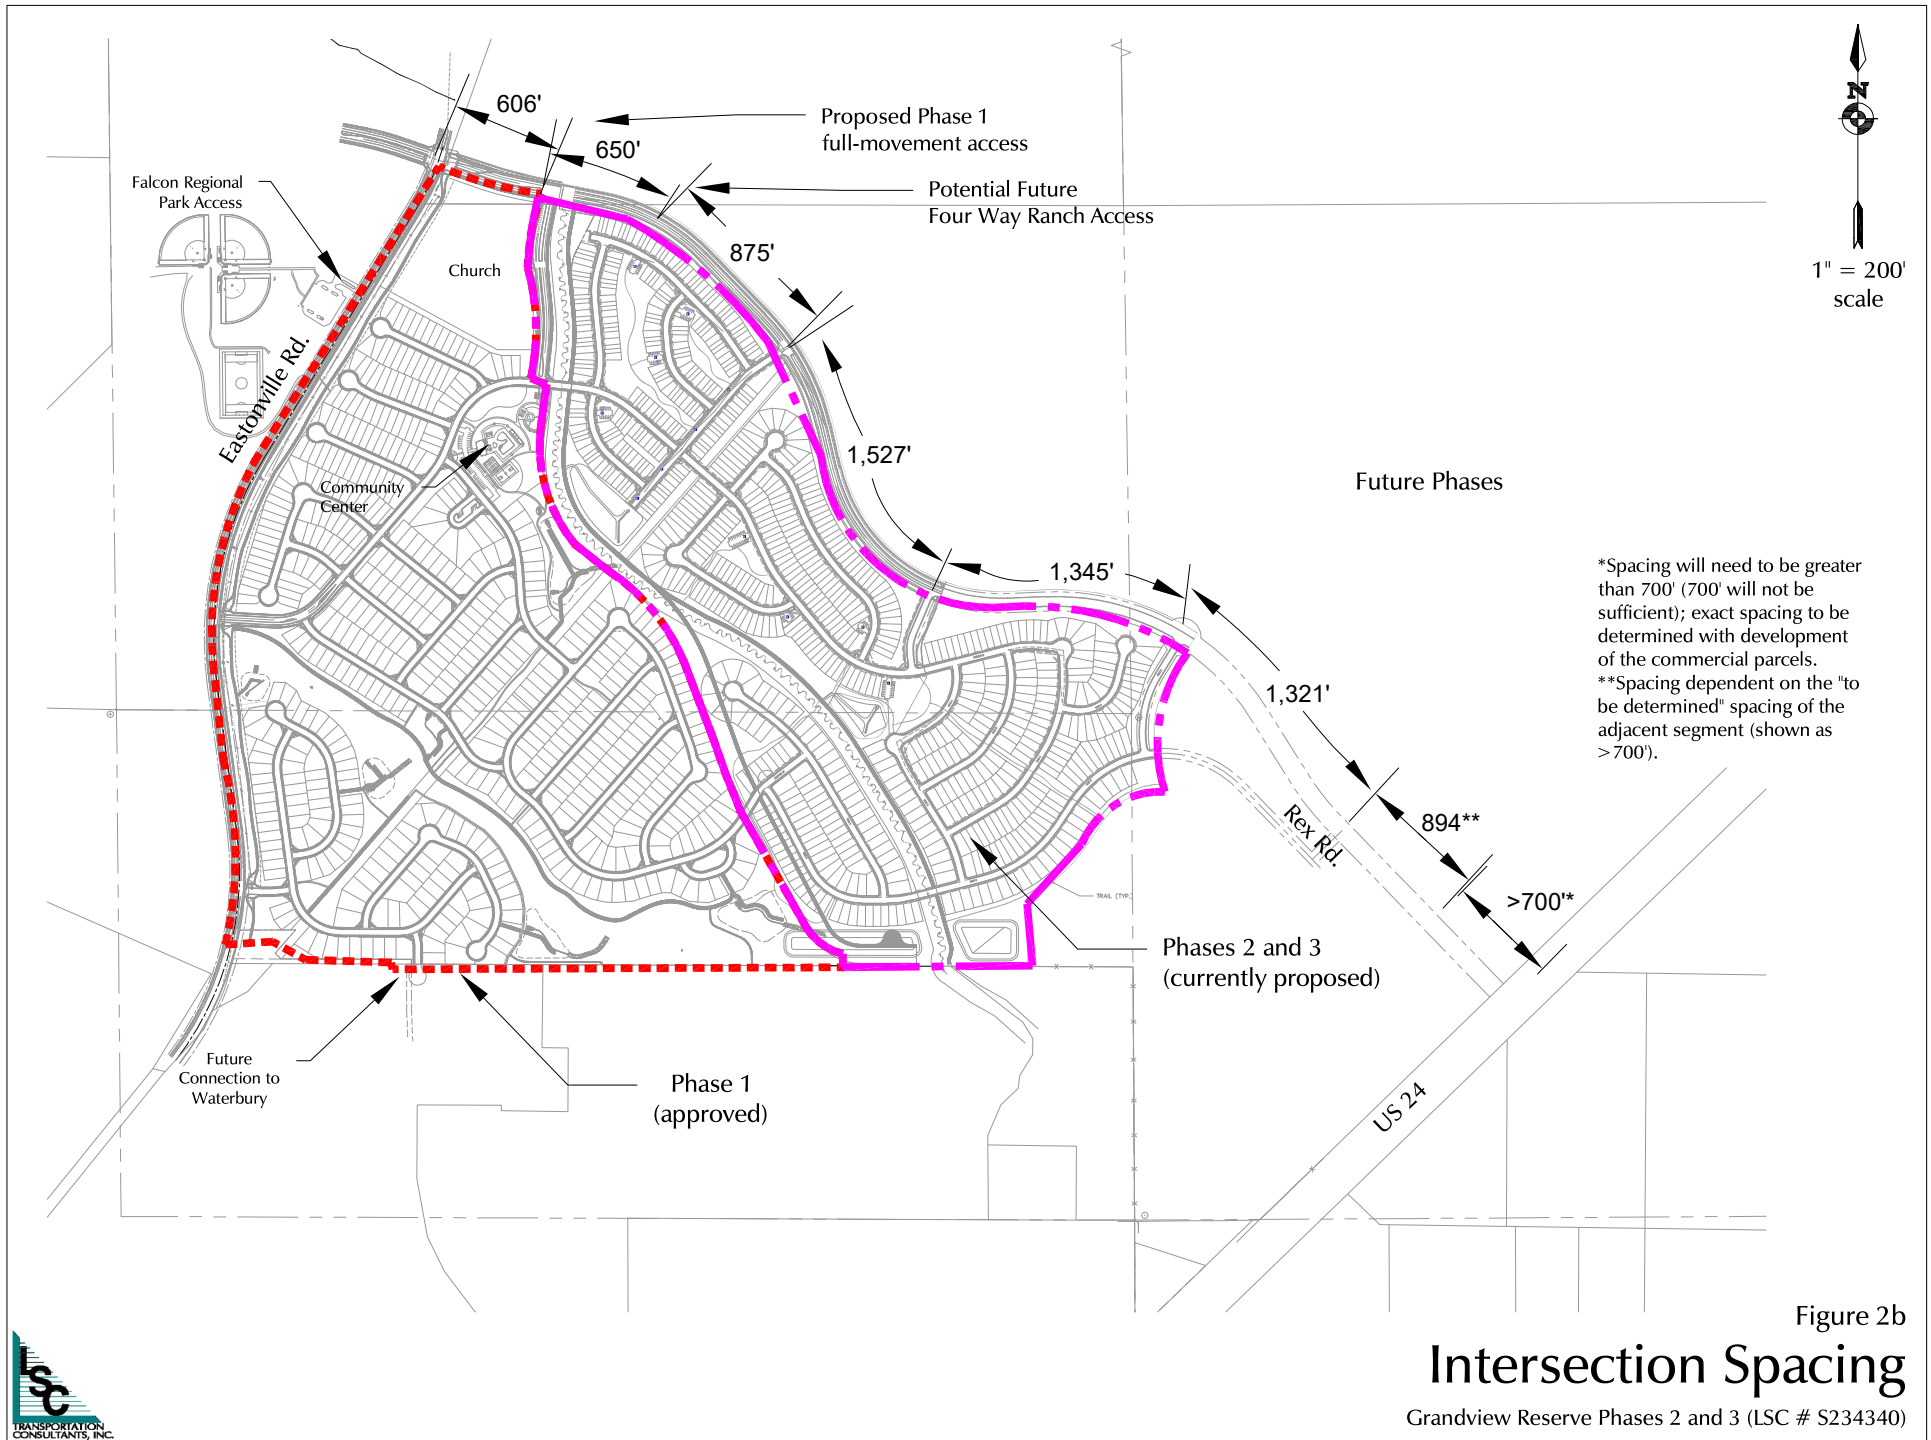 606'
Proposed Phase 1
full-movement access
650'
N
Falcon Regional
Park Access
Potential Future
Four Way Ranch Access
875'
Church
1" = 200'
scale
Eastonville Rd.
1,527'
Community
Center
Future Phases
1,345'
*Spacing will need to be greater
than 700' (700' will not be
sufficient); exact spacing to be
determined with development
of the commercial parcels.
**Spacing dependent on the "to
be determined" spacing of the
adjacent segment (shown as
>700').
1,321'
Rex Rd.
894**
TRAIL (TYP.)
>700'*
Phases 2 and 3
(currently proposed)
Future
Connection to
Waterbury
Phase 1
(approved)
US 24
Figure 2b
Intersection Spacing
Grandview Reserve Phases 2 and 3 (LSC # S234340)
LSC
TRANSPORTATION
CONSULTANTS, INC.